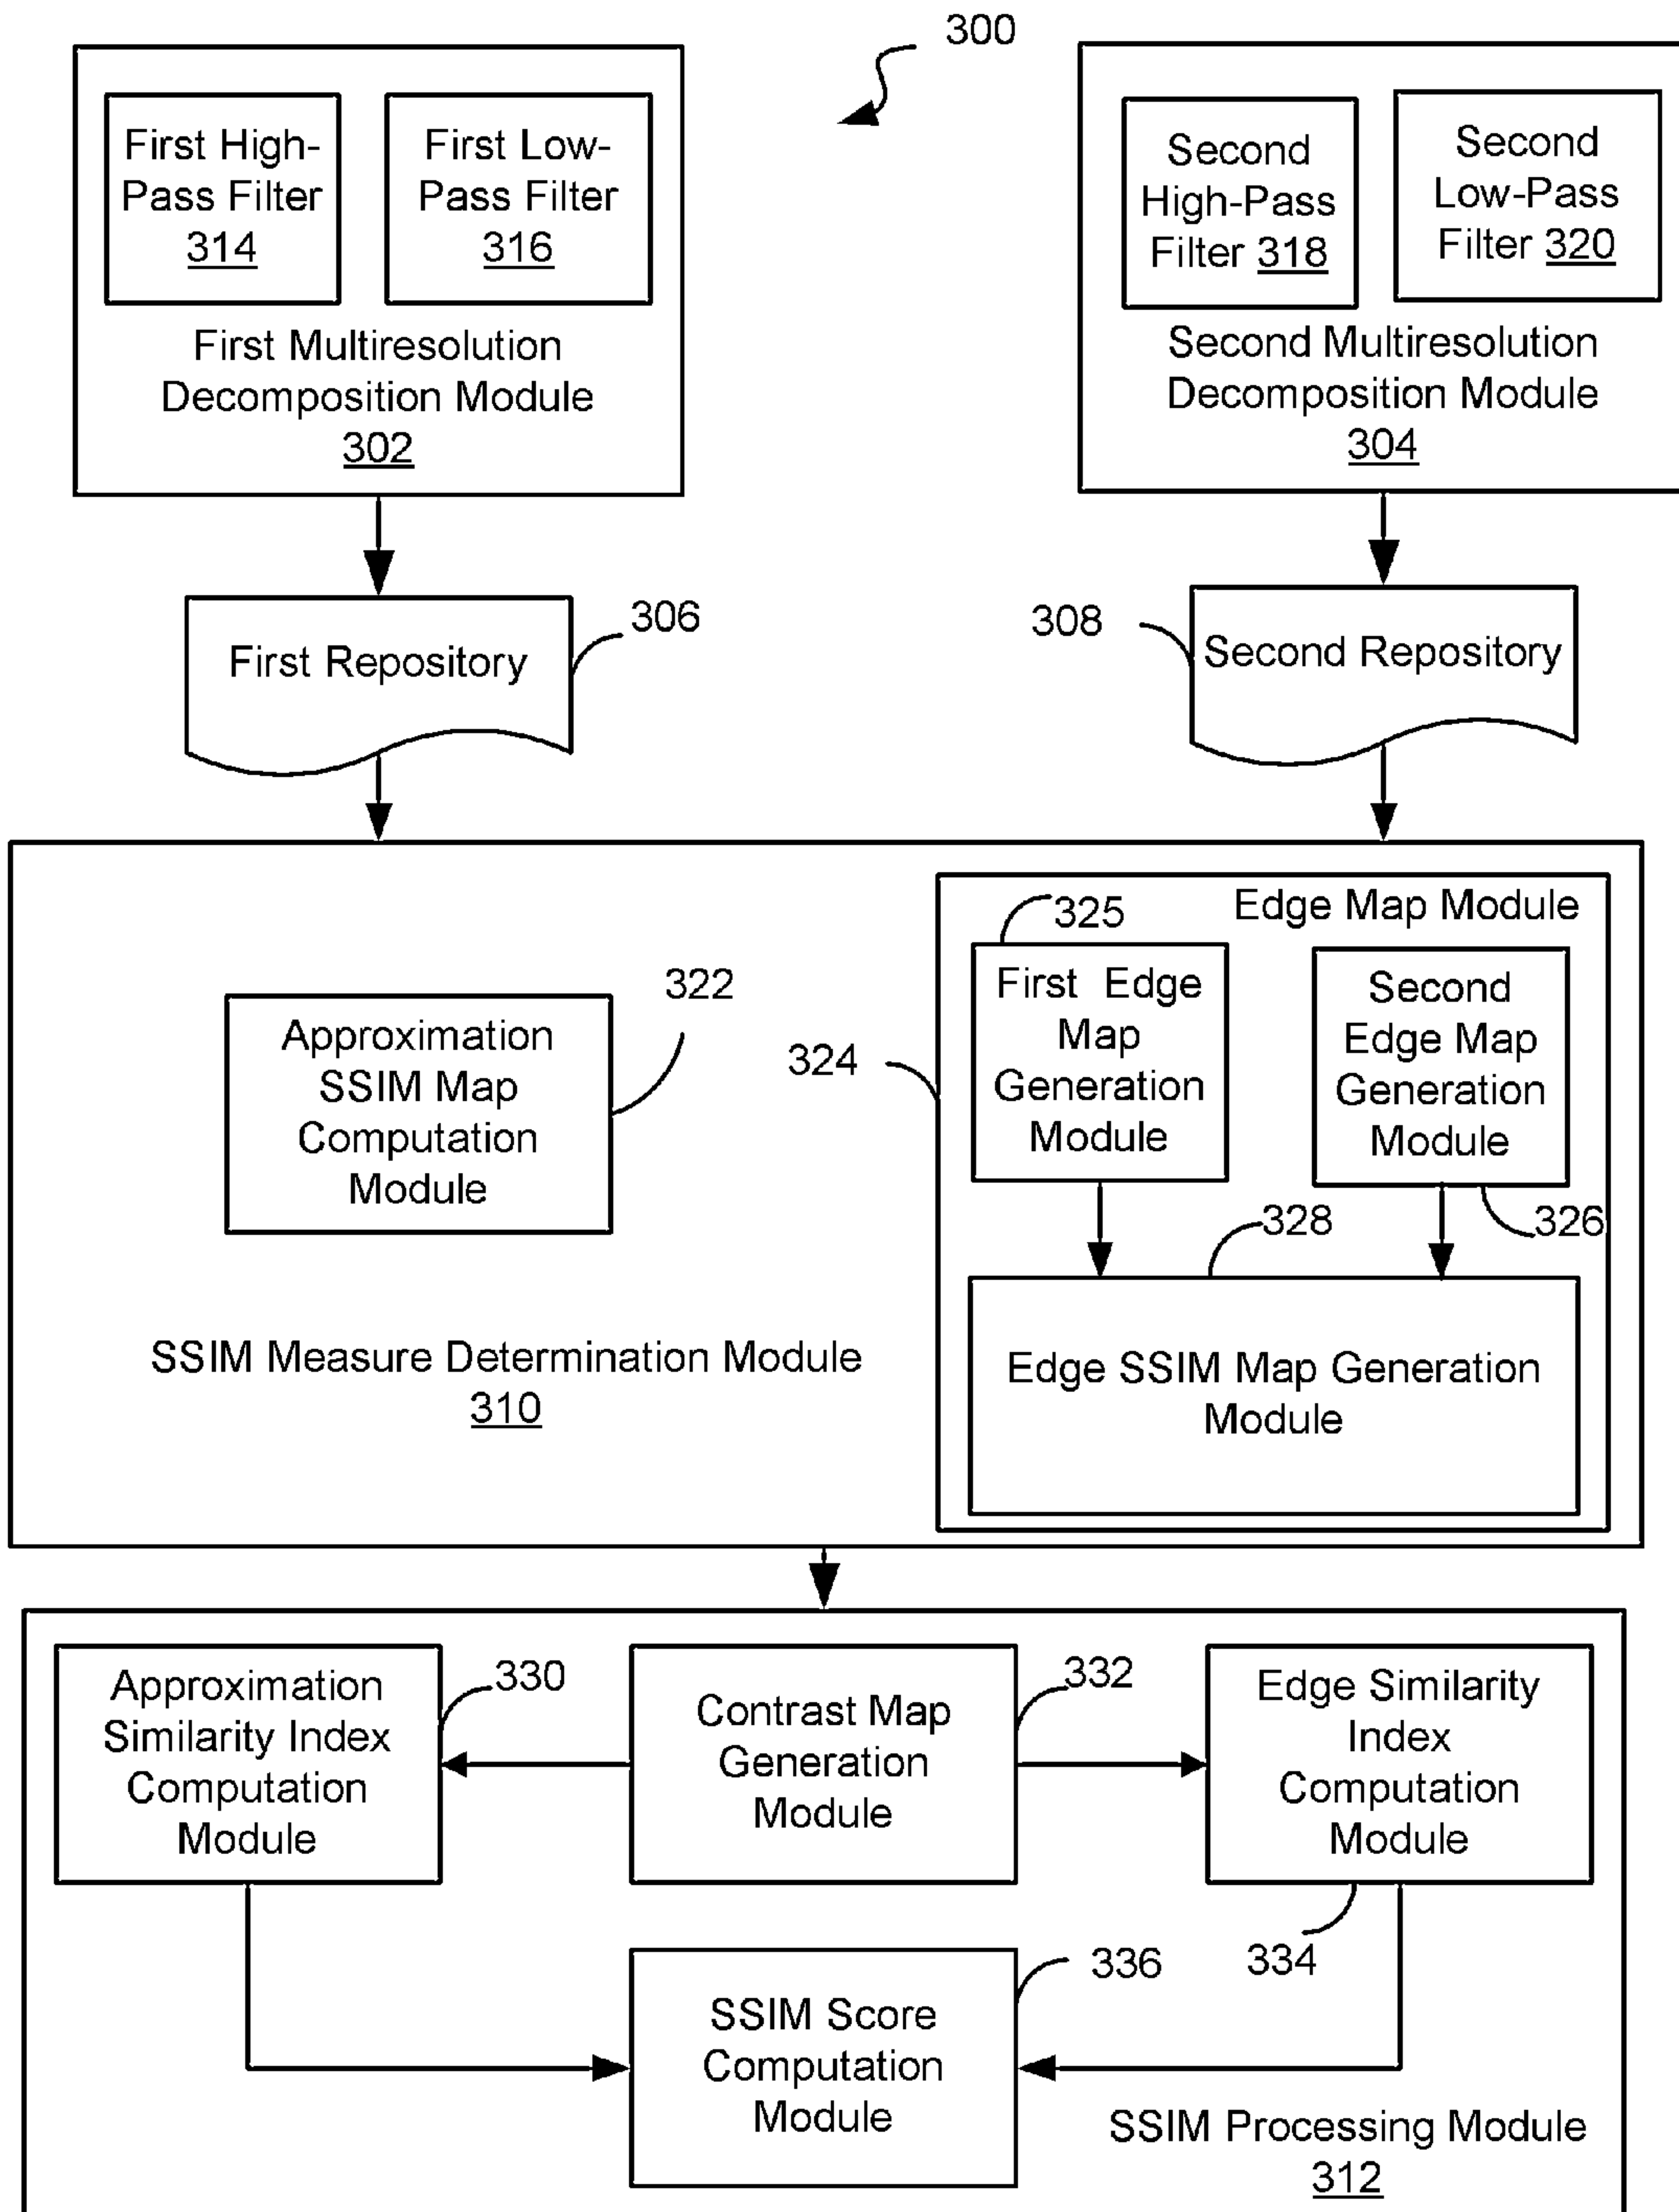 300
First High-
Pass Filter
314
First Low-
Pass Filter
316
First Multiresolution
Decomposition Module
302
Second
High-Pass
Filter 318
Second
Low-Pass
Filter 320
Second Multiresolution
Decomposition Module
304
First Repository
306
308
Second Repository
Approximation
SSIM Map
Computation
Module
322
SSIM Measure Determination Module
310
324
Edge Map Module
325
First Edge
Map
Generation
Module
Second
Edge Map
Generation
Module
326
328
Edge SSIM Map Generation
Module
Approximation
Similarity Index
Computation
Module
330
Contrast Map
Generation
Module
332
Edge Similarity
Index
Computation
Module
334
SSIM Score
Computation
Module
336
SSIM Processing Module
312